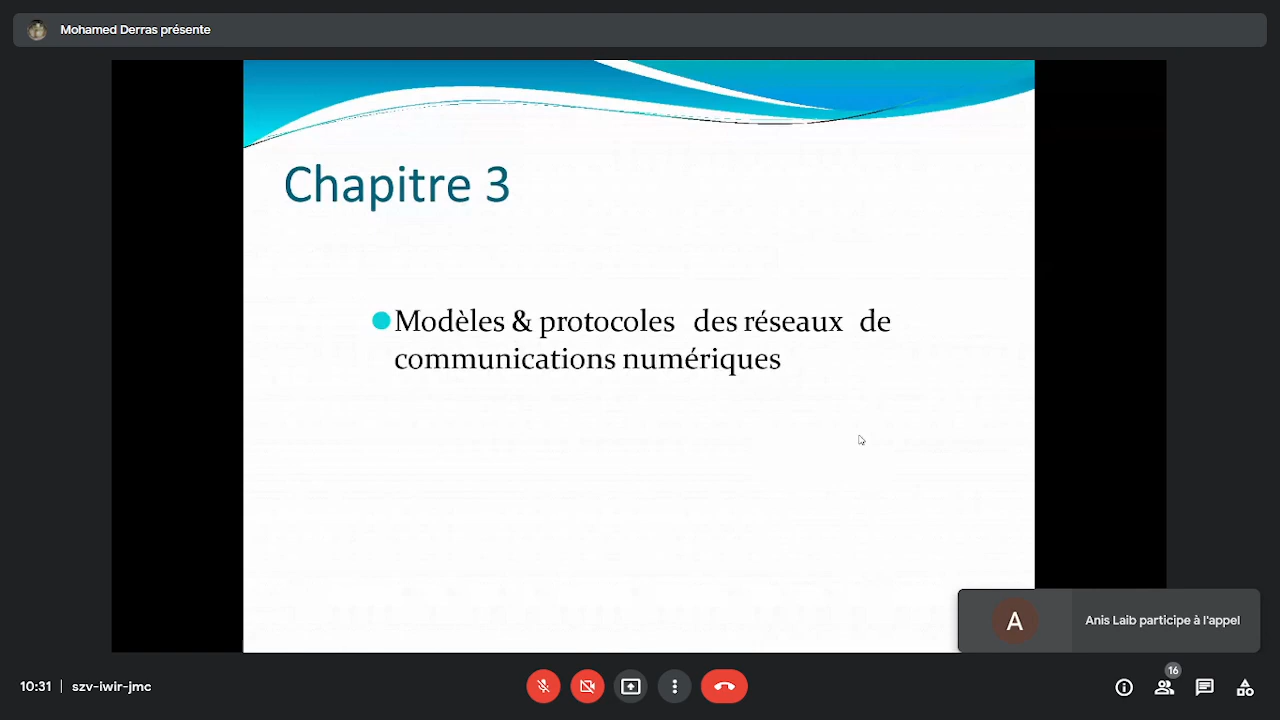 Mohamed Derras présente
Chapitre 3
Modèles & protocoles des réseaux de
communications numériques
A
Anis Laib participe à l'appel
10:31 | szv-iwir-jmc
16